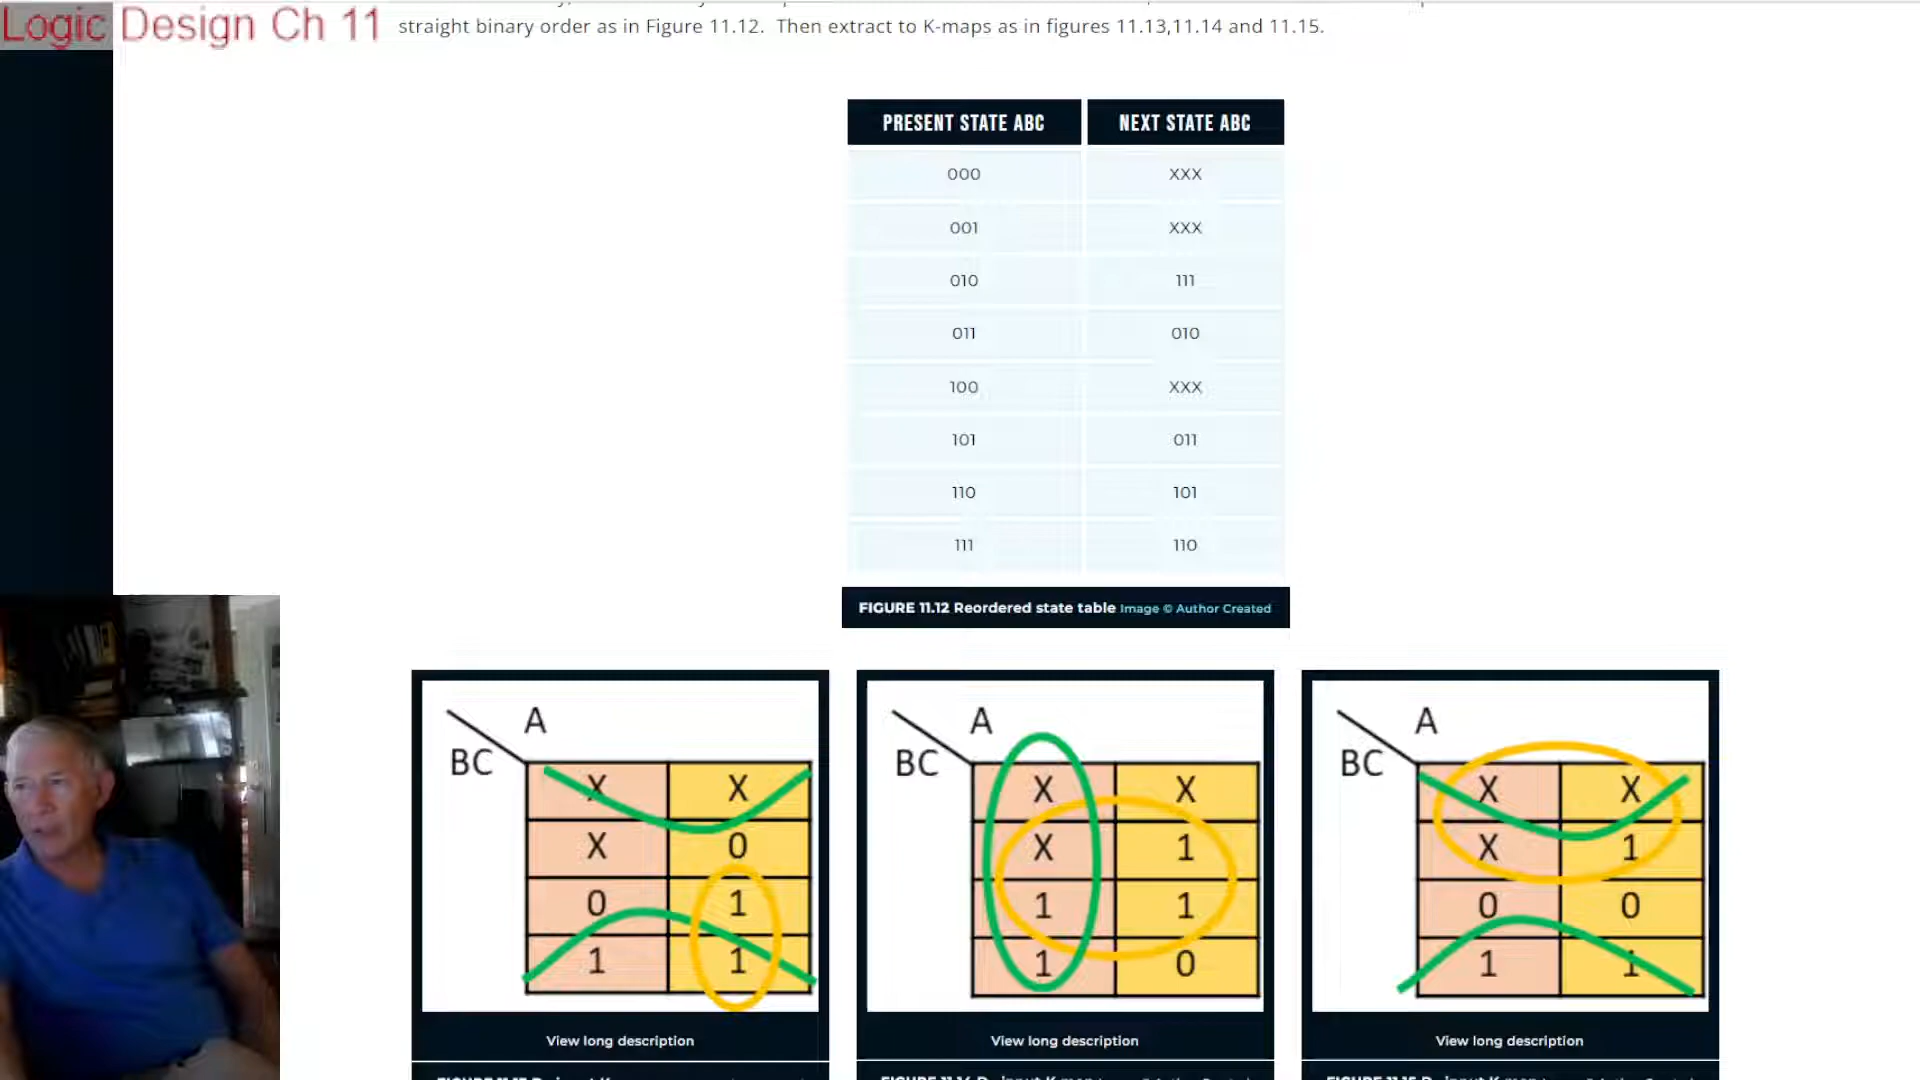 Logic Design Ch 11
straight binary order as in Figure 11.12. Then extract to K-maps as in figures 11.13,11.14 and 11.15.
PRESENT STATE ABC NEXT STATE ABC
000 XXX
001 XXX
010 111
011 010
100 XXX
101 011
110 101
111 110
FIGURE 11.12 Reordered state table Image © Author Created
A
BC
X X
X 0
0 1
1 1
View long description
A
BC
X X
X 1
1 1
1 0
View long description
A
BC
X X
X 1
0 0
1 1
View long description